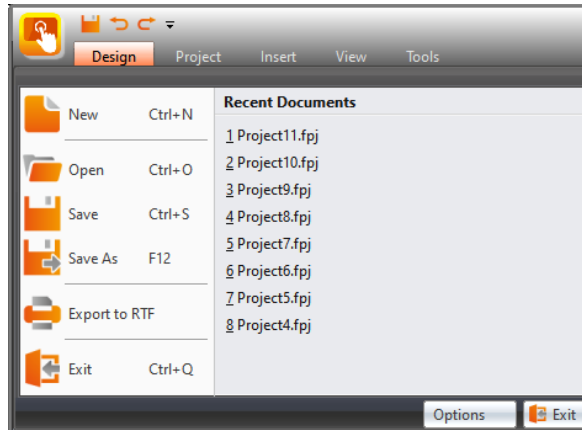 Design Project Insert View Tools
New Ctrl+N
Open Ctrl+O
Save Ctrl+S
Save As F12
Export to RTF
Exit Ctrl+Q
Recent Documents
1 Project11.fpj
2 Project10.fpj
3 Project9.fpj
4 Project8.fpj
5 Project7.fpj
6 Project6.fpj
7 Project5.fpj
8 Project4.fpj
Options Exit